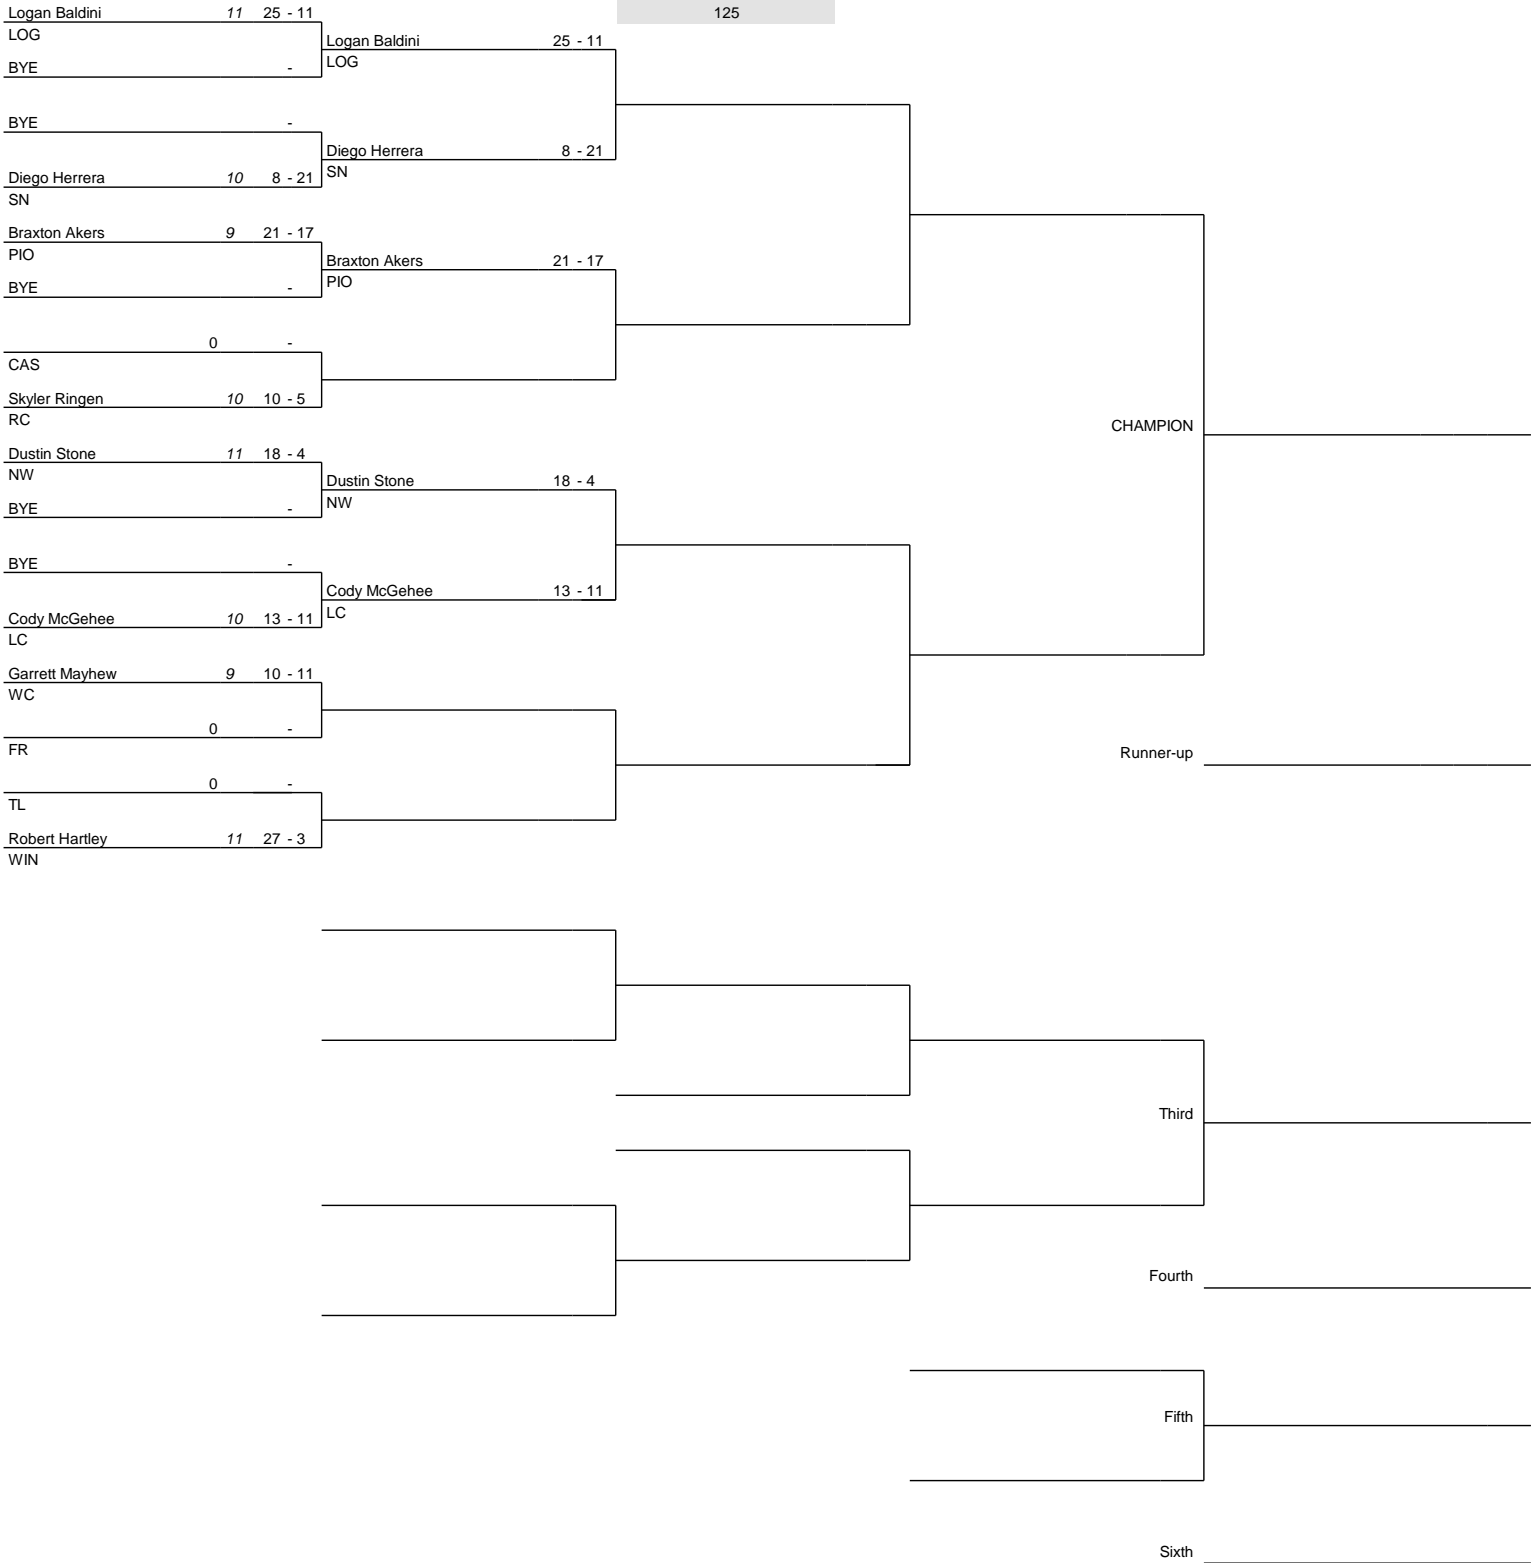 Logan Baldini 11 25 - 11
125
LOG
Logan Baldini 25 - 11
LOG
BYE -
BYE -
Diego Herrera 8 - 21
SN
Diego Herrera 10 8 - 21
SN
Braxton Akers 9 21 - 17
PIO
Braxton Akers 21 - 17
PIO
BYE -
0 -
CAS
Skyler Ringen 10 10 - 5
RC
CHAMPION
Dustin Stone 11 18 - 4
NW
Dustin Stone 18 - 4
NW
BYE -
BYE -
Cody McGehee 13 - 11
LC
Cody McGehee 10 13 - 11
LC
Garrett Mayhew 9 10 - 11
WC
0 -
FR
Runner-up
0 -
TL
Robert Hartley 11 27 - 3
WIN
Third
Fourth
Fifth
Sixth